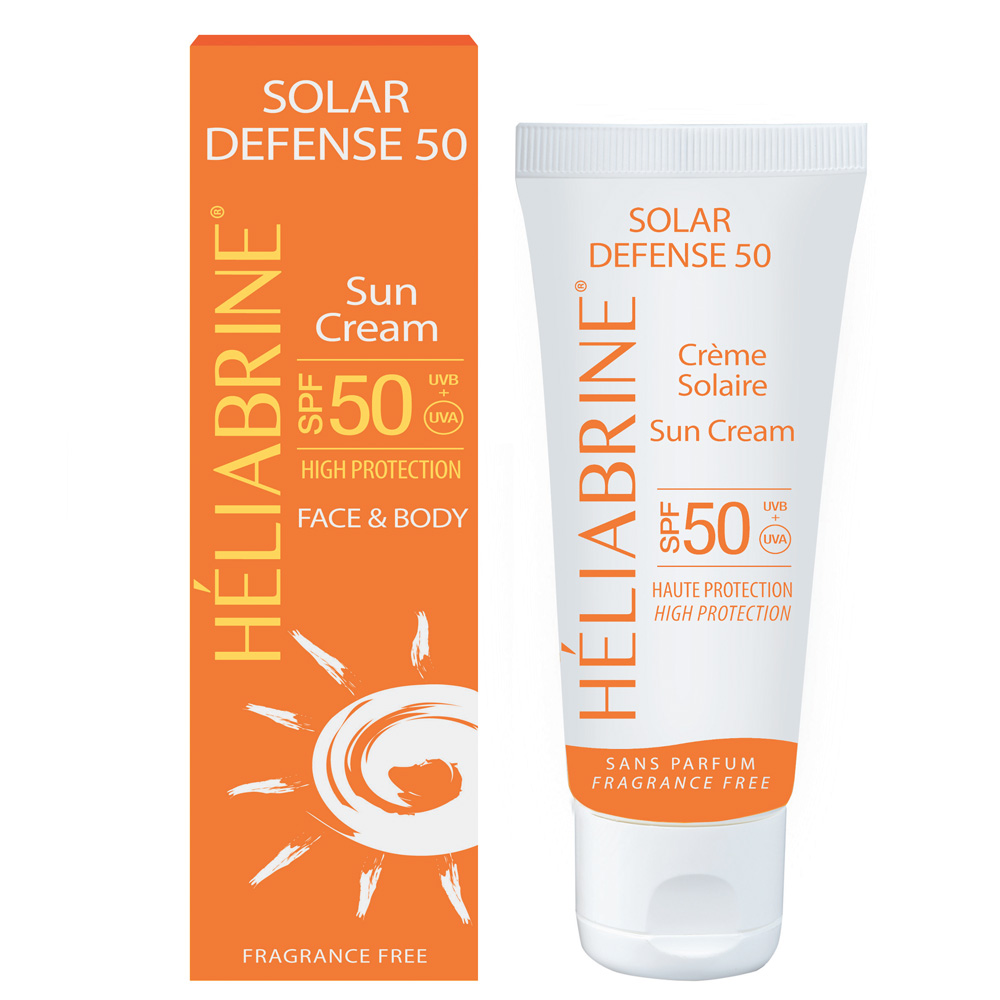 SOLAR
DEFENSE 50
HÉLIABRINE®
Sun
Cream
SPF 50 UVB
+
UVA
HIGH PROTECTION
FACE & BODY
FRAGRANCE FREE
SOLAR
DEFENSE 50
HÉLIABRINE®
Crème
Solaire
Sun Cream
SPF 50 UVB
+
UVA
HAUTE PROTECTION
HIGH PROTECTION
SANS PARFUM
FRAGRANCE FREE